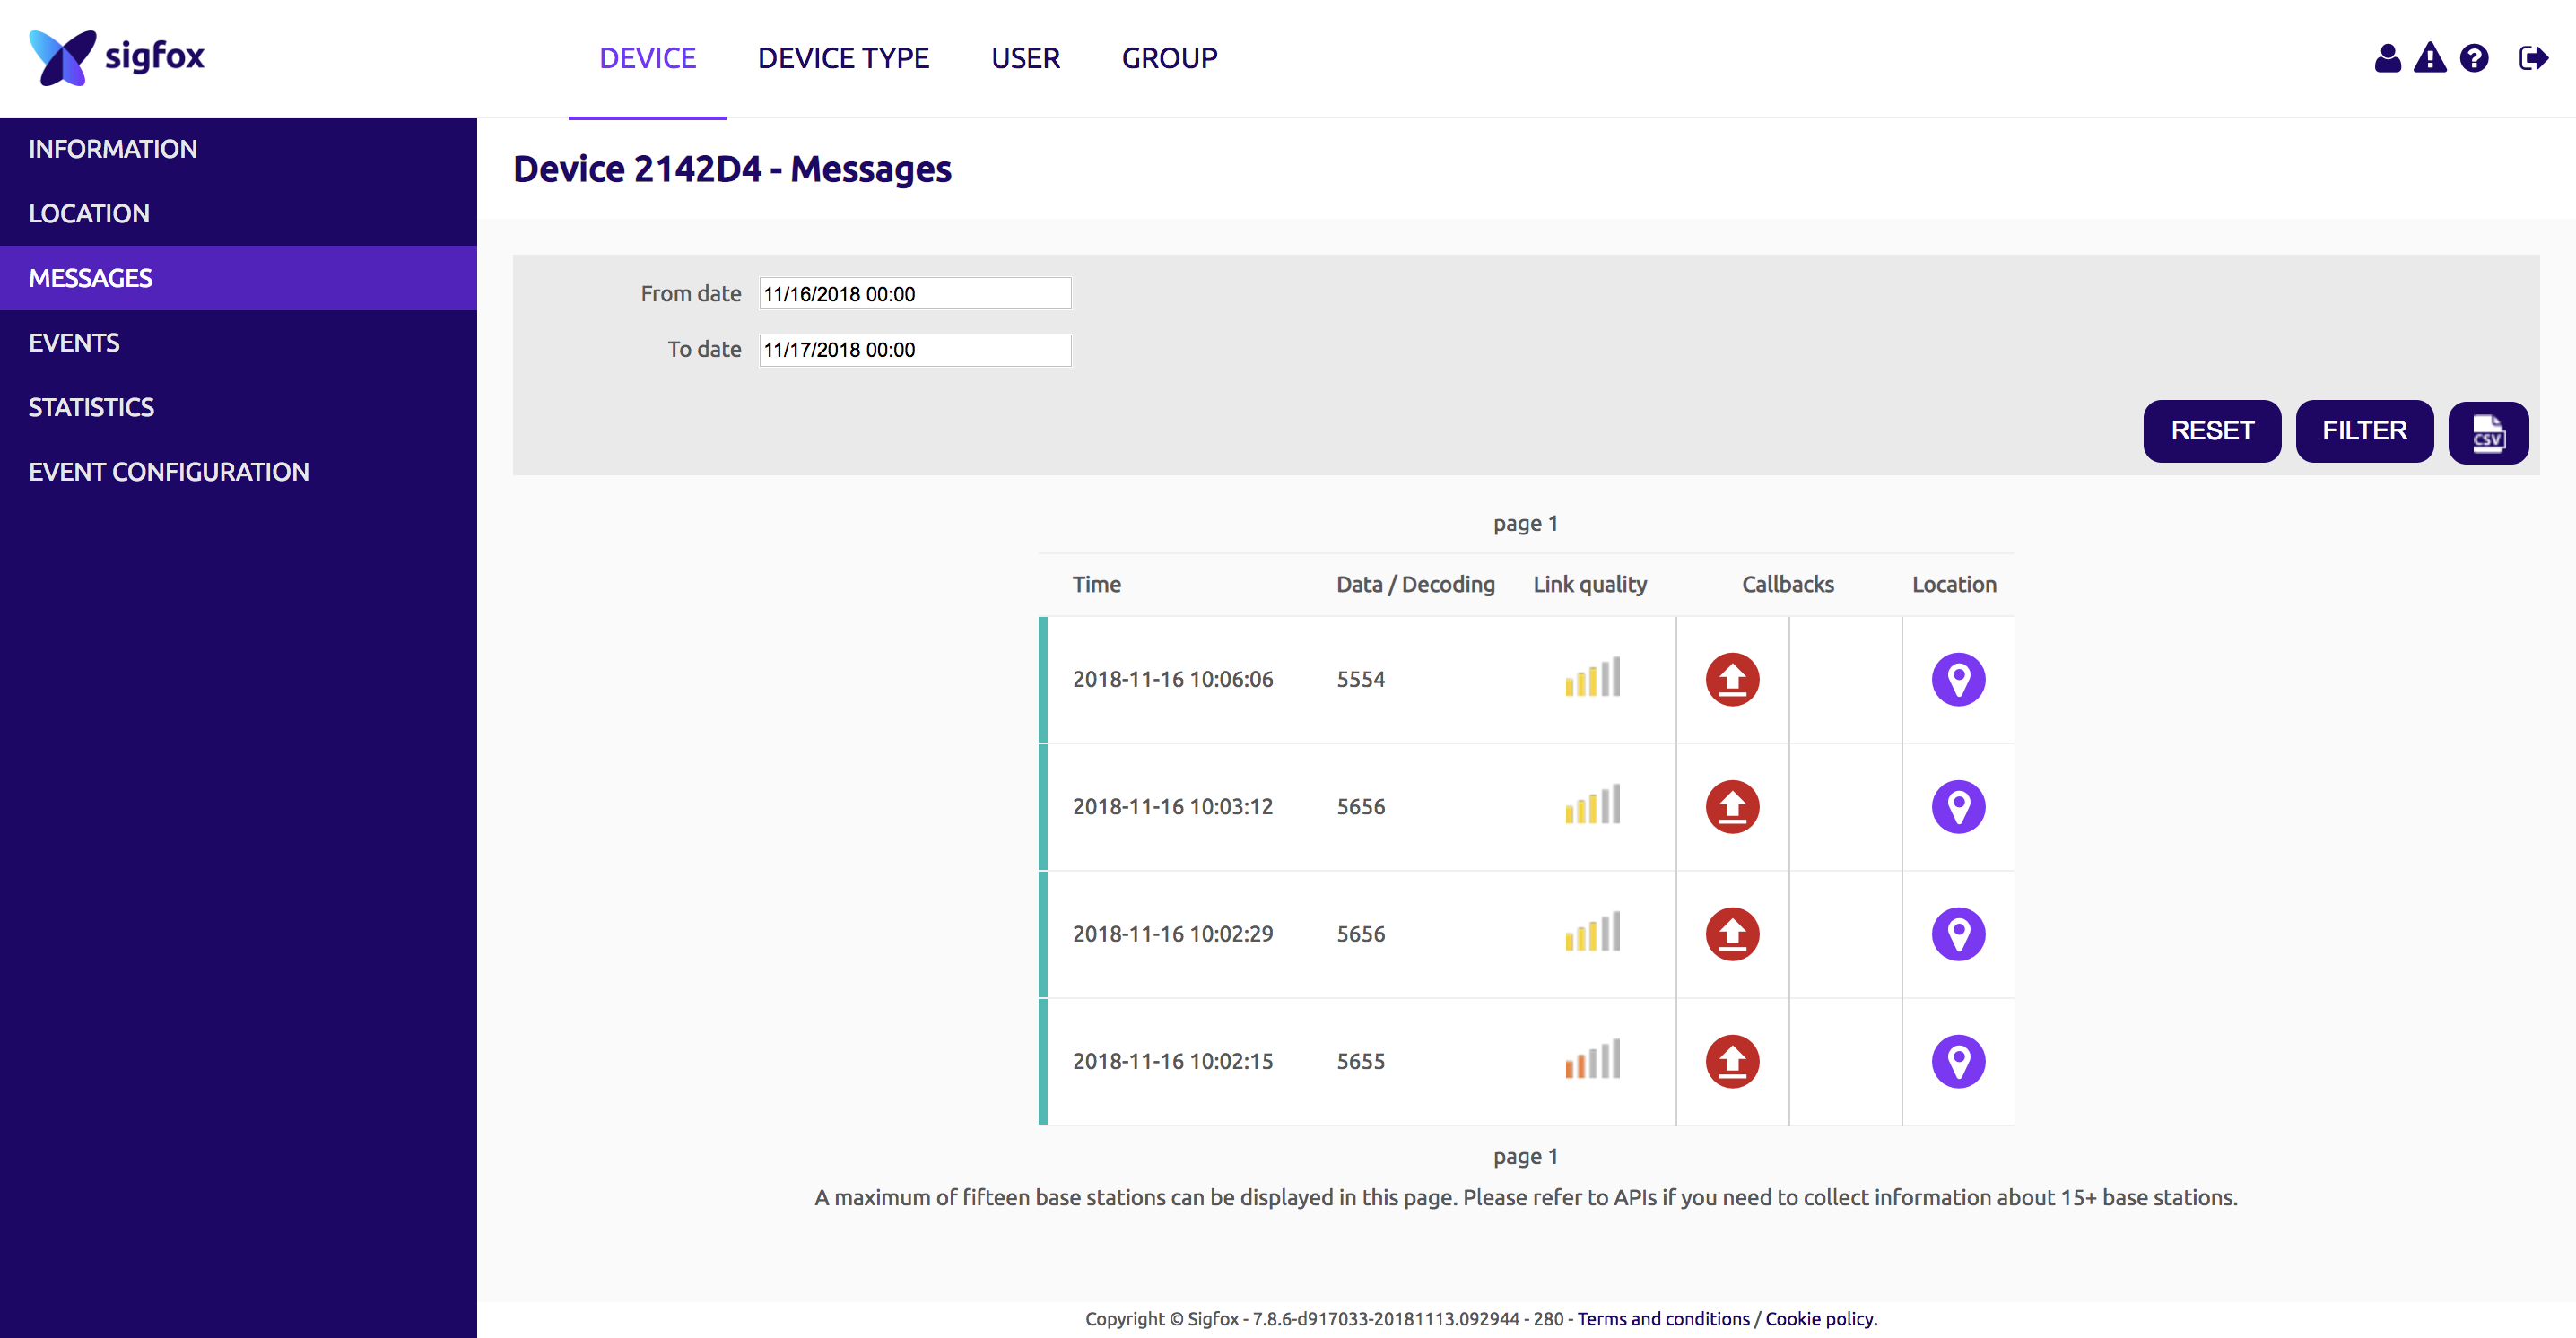 sigfox
DEVICE DEVICE TYPE USER GROUP
INFORMATION
LOCATION
MESSAGES
EVENTS
STATISTICS
EVENT CONFIGURATION
Device 2142D4 - Messages
From date 11/16/2018 00:00
To date 11/17/2018 00:00
RESET FILTER CSV
page 1
Time Data / Decoding Link quality Callbacks Location
2018-11-16 10:06:06 5554
2018-11-16 10:03:12 5656
2018-11-16 10:02:29 5656
2018-11-16 10:02:15 5655
page 1
A maximum of fifteen base stations can be displayed in this page. Please refer to APIs if you need to collect information about 15+ base stations.
Copyright © Sigfox - 7.8.6-d917033-20181113.092944 - 280 - Terms and conditions / Cookie policy.